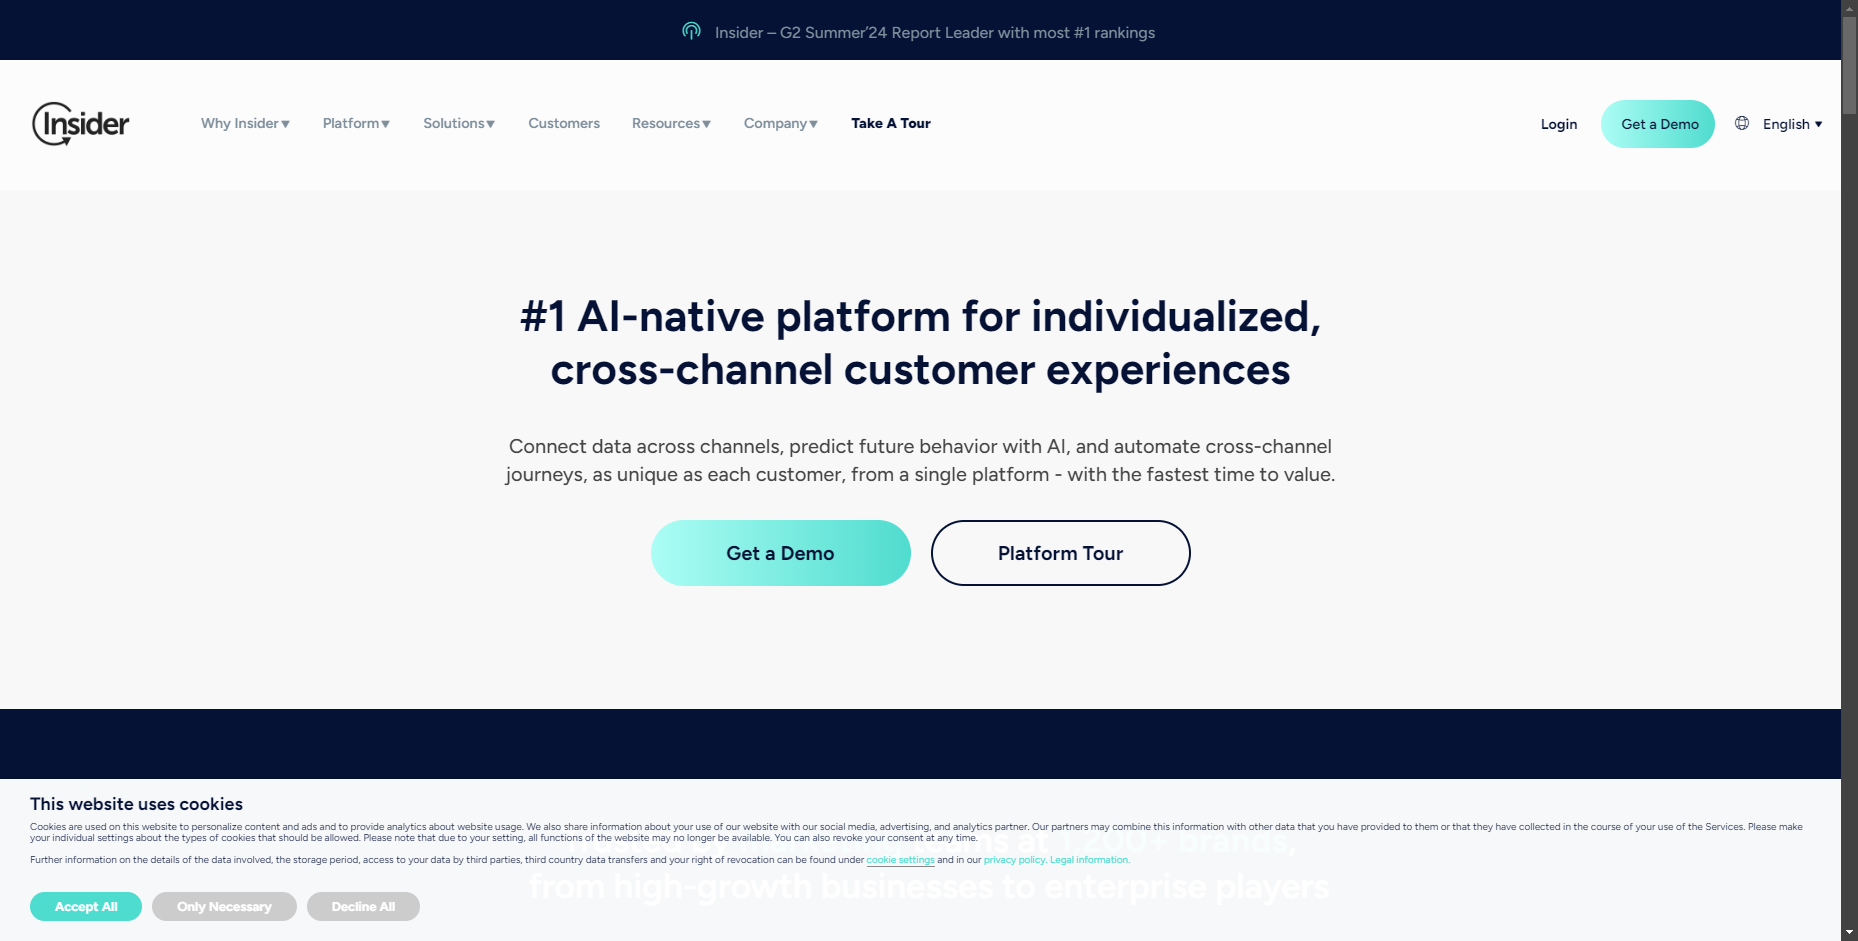 Insider – G2 Summer’24 Report Leader with most #1 rankings
Insider
Why Insider▼ Platform▼ Solutions▼ Customers Resources▼ Company▼ Take A Tour
Login Get a Demo English ▾
#1 AI-native platform for individualized,
cross-channel customer experiences
Connect data across channels, predict future behavior with AI, and automate cross-channel
journeys, as unique as each customer, from a single platform - with the fastest time to value.
Get a Demo Platform Tour
This website uses cookies
Cookies are used on this website to personalize content and ads and to provide analytics about website usage. We also share information about your use of our website with our social media, advertising, and analytics partner. Our partners may combine this information with other data that you have provided to them or that they have collected in the course of your use of the Services. Please make
your individual settings about the types of cookies that should be allowed. Please note that due to your setting, all functions of the website may no longer be available. You can also revoke your consent at any time.
Trusted by marketing teams at 1,200+ brands,
Further information on the details of the data involved, the storage period, access to your data by third parties, third country data transfers and your right of revocation can be found under cookie settings and in our privacy policy. Legal information.
from high-growth businesses to enterprise players
Accept All Only Necessary Decline All